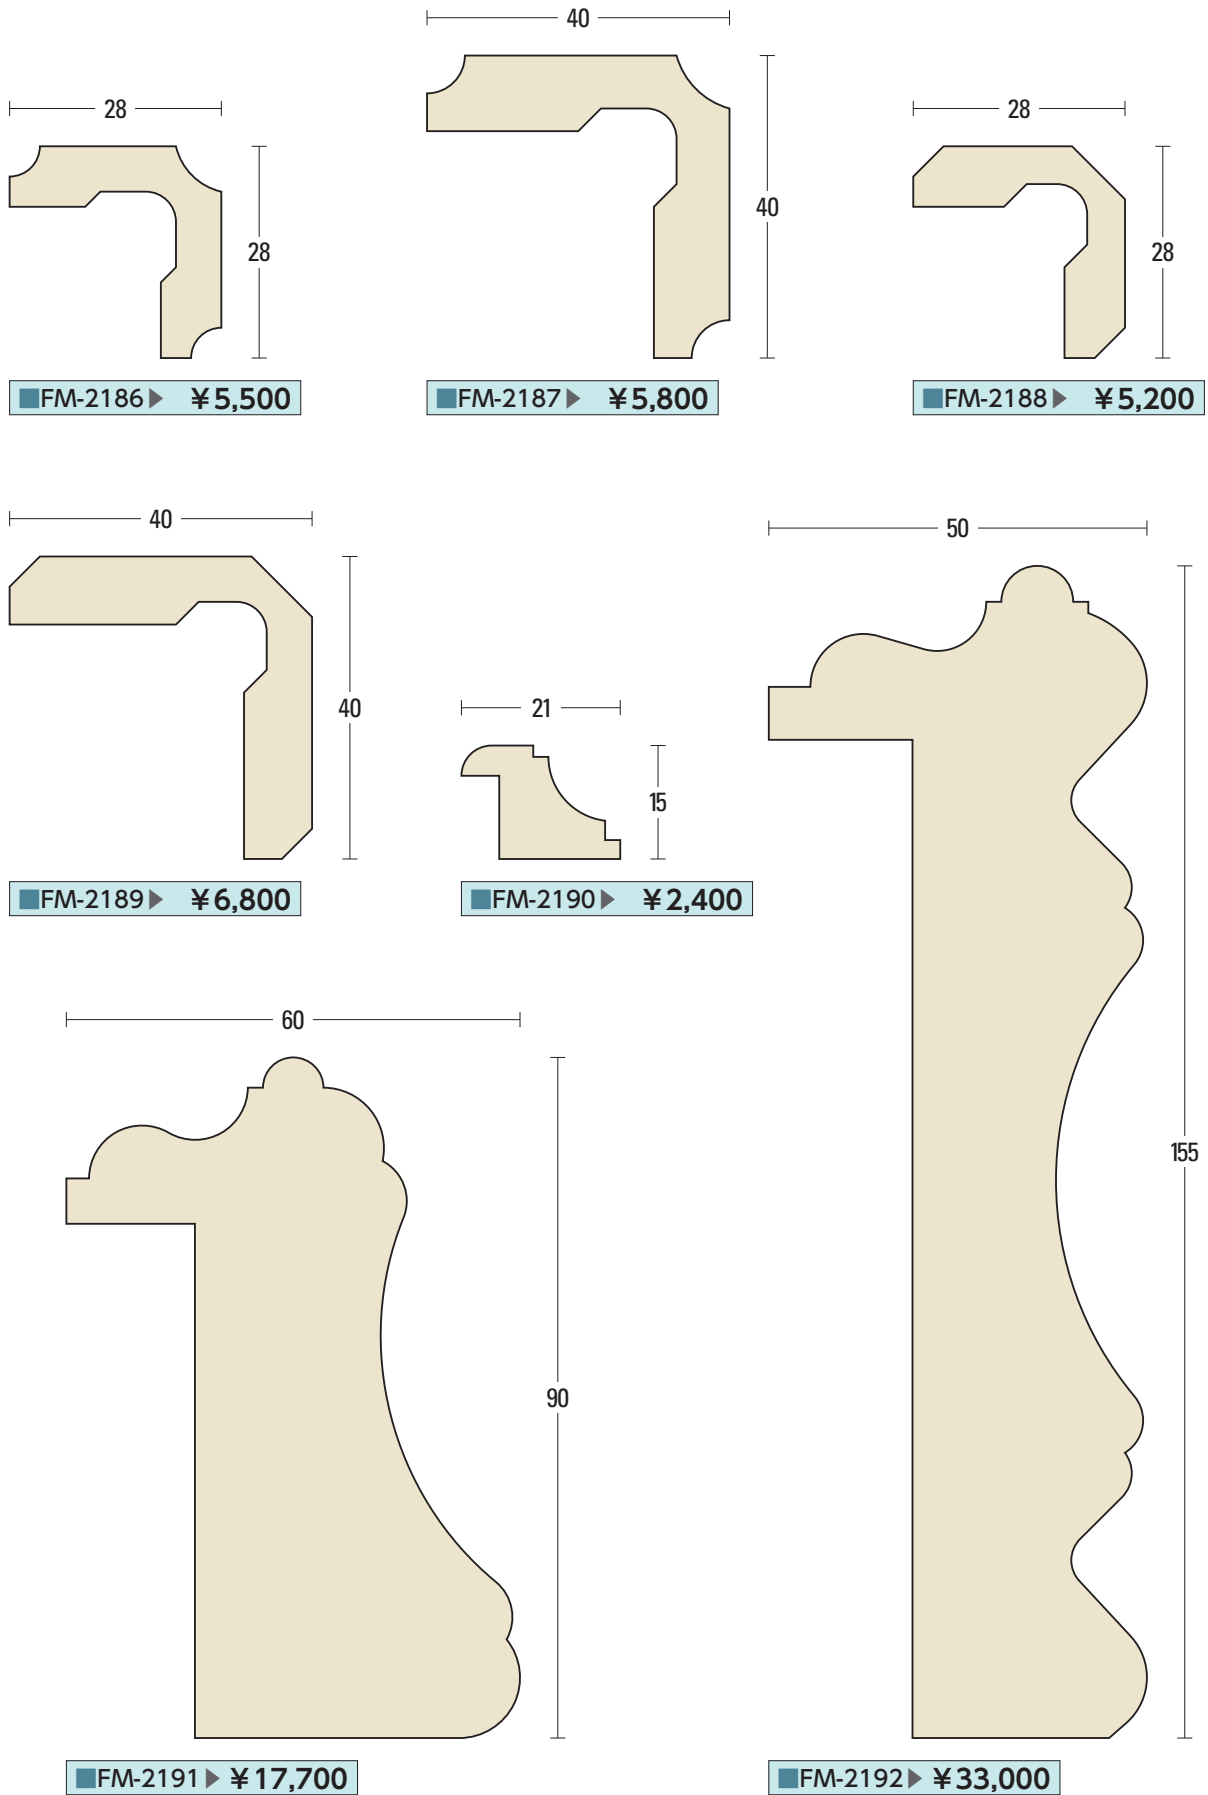 40
28
28
28
40
28
■FM-2186▶ ¥5,500
■FM-2187▶ ¥5,800
■FM-2188▶ ¥5,200
40
50
40
21
15
■FM-2189▶ ¥6,800
■FM-2190▶ ¥2,400
60
155
90
■FM-2191▶ ¥17,700
■FM-2192▶ ¥33,000